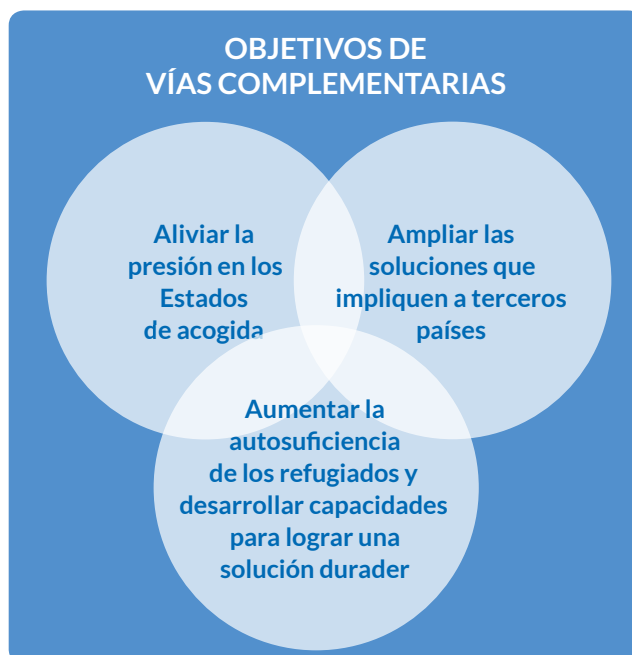 OBJETIVOS DE
VÍAS COMPLEMENTARIAS
Aliviar la
presión en los
Estados
de acogida
Ampliar las
soluciones que
impliquen a terceros
países
Aumentar la
autosuficiencia
de los refugiados y
desarrollar capacidades
para lograr una
solución durader